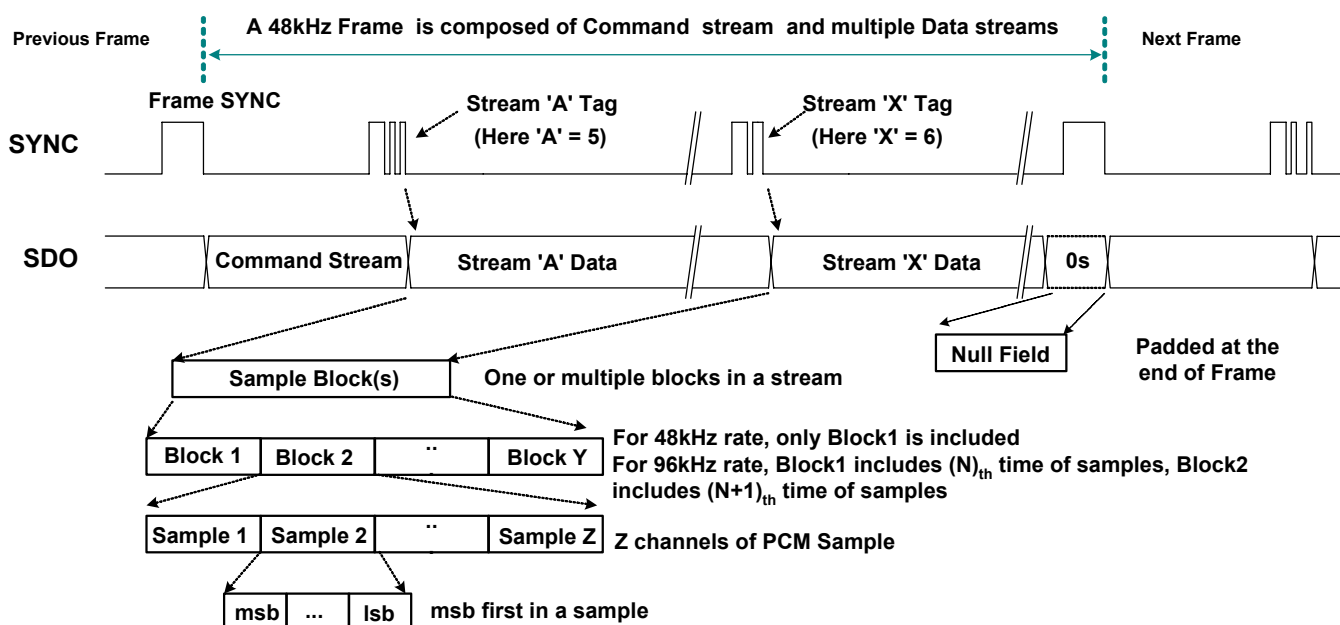 A 48kHz Frame is composed of Command stream and multiple Data streams
Previous Frame
Next Frame
Frame SYNC
Stream 'A' Tag
(Here 'A' = 5)
Stream 'X' Tag
(Here 'X' = 6)
SYNC
SDO
Command Stream
Stream 'A' Data
Stream 'X' Data
0s
Null Field
Padded at the
end of Frame
Sample Block(s)
One or multiple blocks in a stream
Block 1
Block 2
..
.
Block Y
For 48kHz rate, only Block1 is included
For 96kHz rate, Block1 includes (N)th time of samples, Block2
includes (N+1)th time of samples
Sample 1
Sample 2
..
.
Sample Z
Z channels of PCM Sample
msb
...
lsb
msb first in a sample